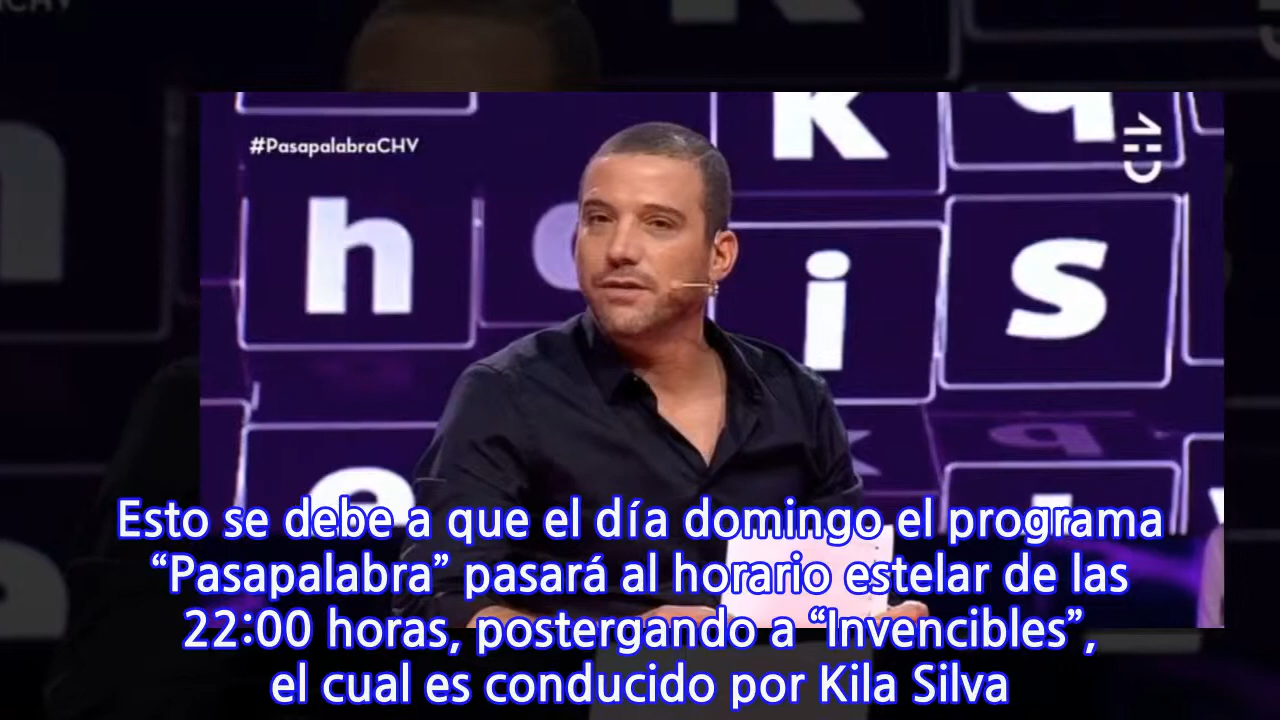 #PasapalabraCHV
CHV
k
q
h
i
s
q
Esto se debe a que el día domingo el programa
“Pasapalabra” pasará al horario estelar de las
22:00 horas, postergando a “Invencibles”,
el cual es conducido por Kila Silva